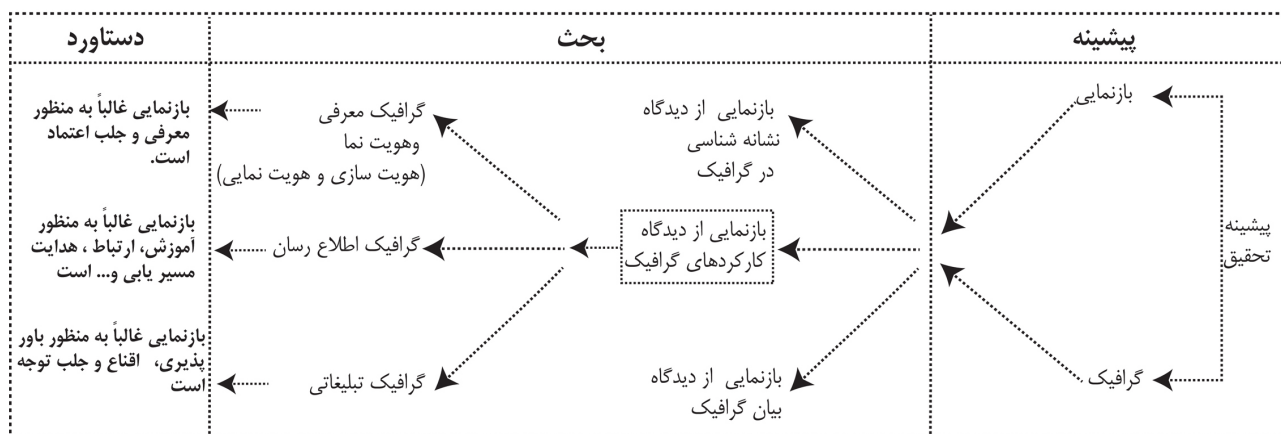 پیشینه
بحث
دستاورد
پیشینه
تحقیق
بازنمایی
گرافیک
بازنمایی از دیدگاه
نشانه شناسی
در گرافیک
بازنمایی از دیدگاه
کارکردهای گرافیک
بازنمایی از دیدگاه
بیان گرافیک
گرافیک معرفی
وهویت نما
(هویت سازی و هویت نمایی)
گرافیک اطلاع رسان
گرافیک تبلیغاتی
بازنمایی غالباً به منظور
معرفی و جلب اعتماد
است.
بازنمایی غالباً به منظور
آموزش، ارتباط ، هدایت
مسیر یابی و... است
بازنمایی غالباً به منظور باور
پذیری، اقناع و جلب توجه
است